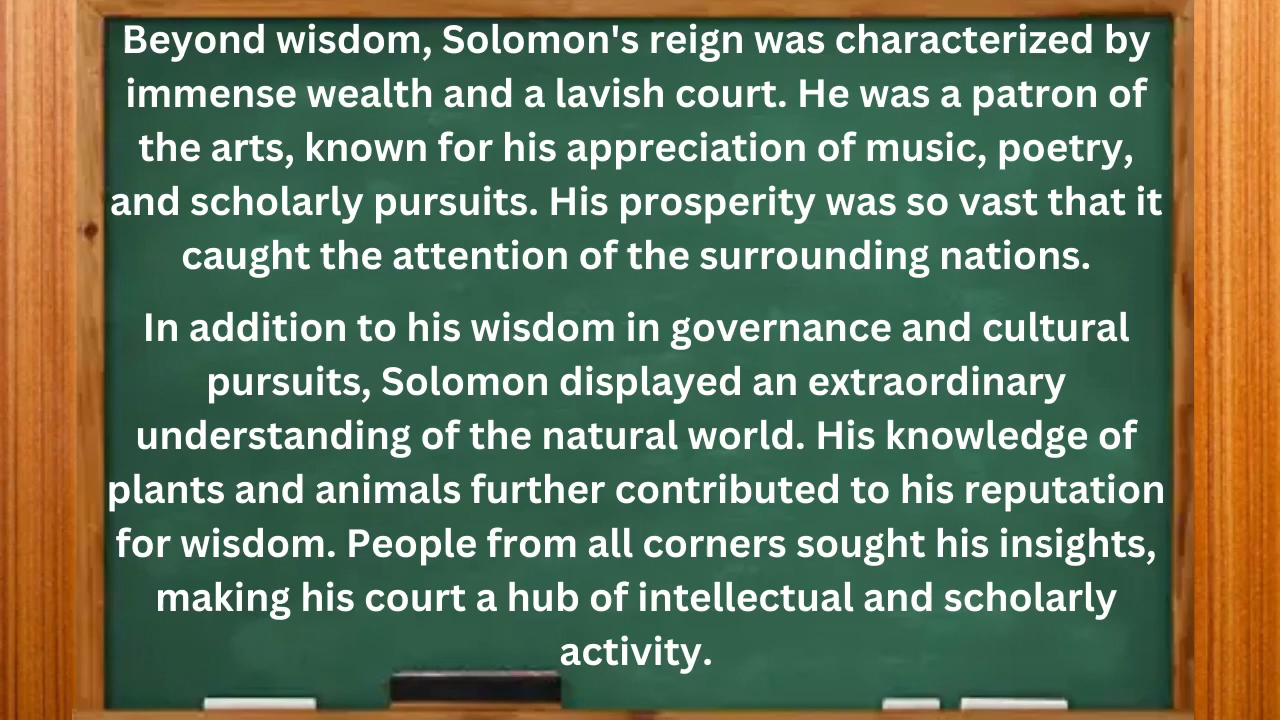 Beyond wisdom, Solomon's reign was characterized by
immense wealth and a lavish court. He was a patron of
the arts, known for his appreciation of music, poetry,
and scholarly pursuits. His prosperity was so vast that it
caught the attention of the surrounding nations.
In addition to his wisdom in governance and cultural
pursuits, Solomon displayed an extraordinary
understanding of the natural world. His knowledge of
plants and animals further contributed to his reputation
for wisdom. People from all corners sought his insights,
making his court a hub of intellectual and scholarly
activity.